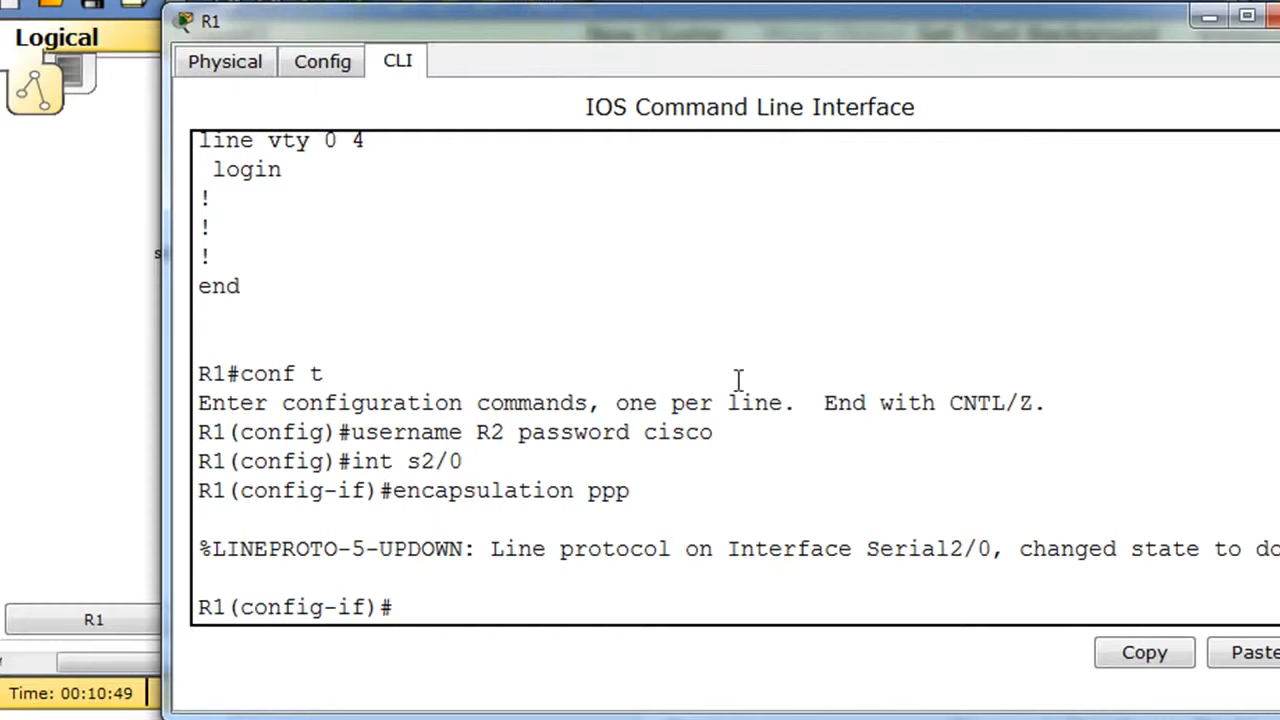 R1
Logical
Physical
Config
CLI
IOS Command Line Interface
line vty 0 4
login
!
!
!
end
R1#conf t
Enter configuration commands, one per line.  End with CNTL/Z.
R1(config)#username R2 password cisco
R1(config)#int s2/0
R1(config-if)#encapsulation ppp
%LINEPROTO-5-UPDOWN: Line protocol on Interface Serial2/0, changed state to do
R1(config-if)#
R1
Copy
Paste
Time: 00:10:49